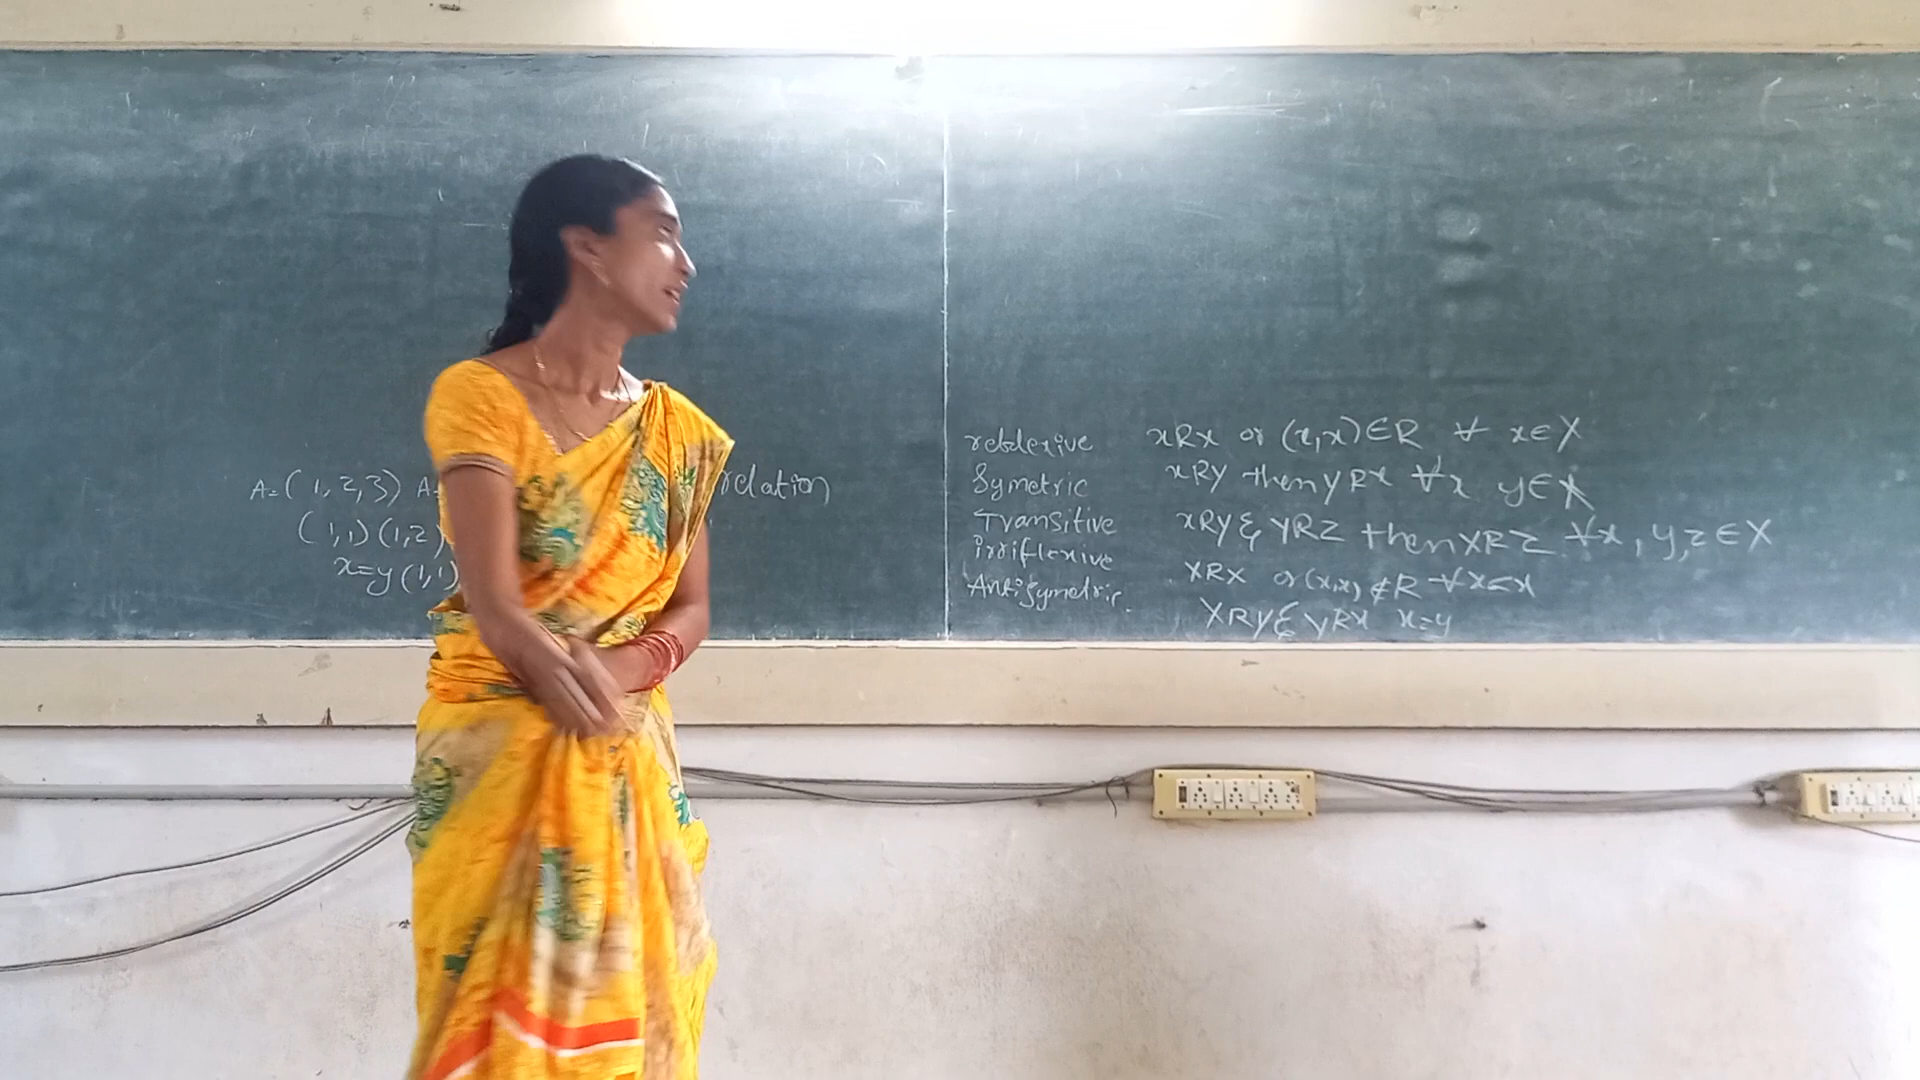 A=(1,2,3) A= relation
(1,1)(1,2)
x=y(1,1)
reldexive xRx or (x,x)∈R ∀ x∈X
Symetric xRy then yRx ∀x y∈X
Transitive xRy & yRz then xRz ∀x, y,z∈X
irriflexive xRx or (x,x)∉R ∀x∈x
Antisymetric. xRy & yRx x=y